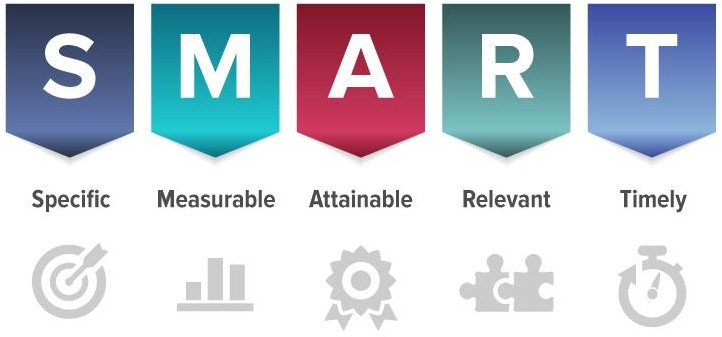 S M A R T
Specific Measurable Attainable Relevant Timely